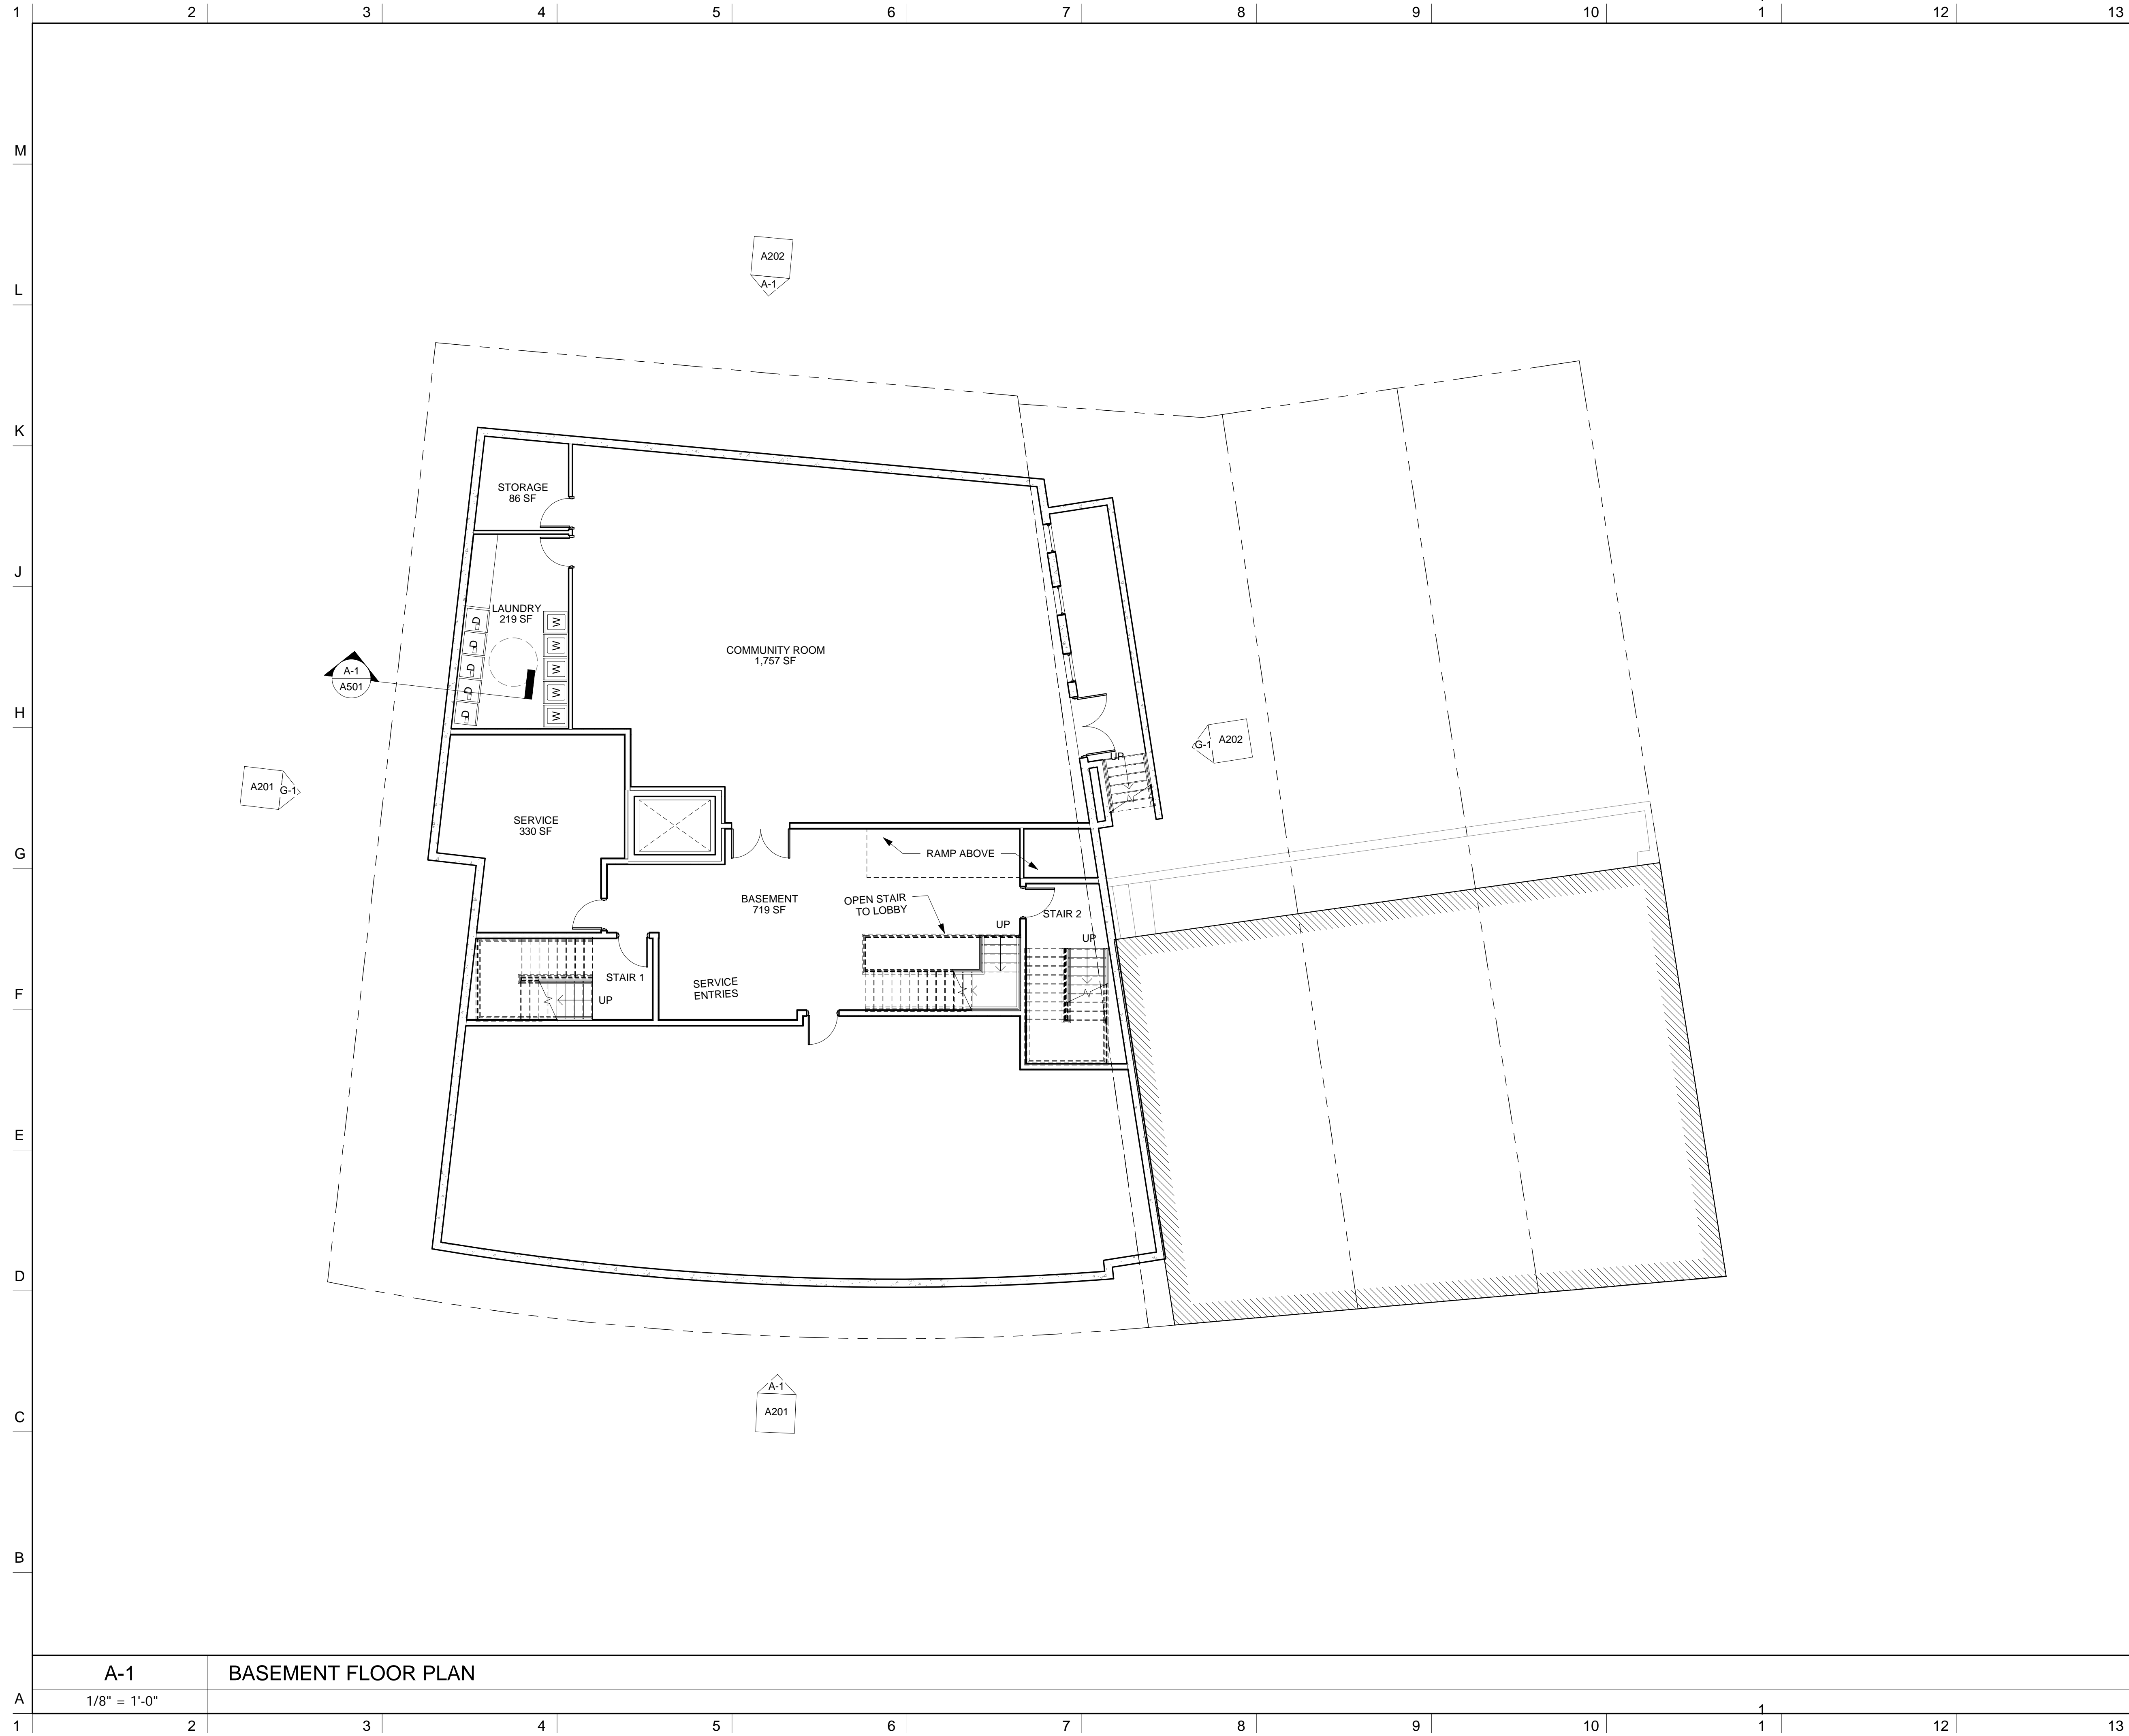 1 2 3 4 5 6 7 8 9 10 1 12 13
M
A202
A-1
L
K
STORAGE
86 SF
J
LAUNDRY
219 SF
D W
D W
D W
D W
D W
COMMUNITY ROOM
1,757 SF
A-1
A501
H
G-1 A202
UP
A201 G-1
SERVICE
330 SF
G
RAMP ABOVE
BASEMENT
719 SF
OPEN STAIR
TO LOBBY
STAIR 2
UP
UP
STAIR 1
UP
SERVICE
ENTRIES
F
E
D
A-1
A201
C
B
A-1 BASEMENT FLOOR PLAN
A
1/8" = 1'-0"
1
1 2 3 4 5 6 7 8 9 10 1 12 13